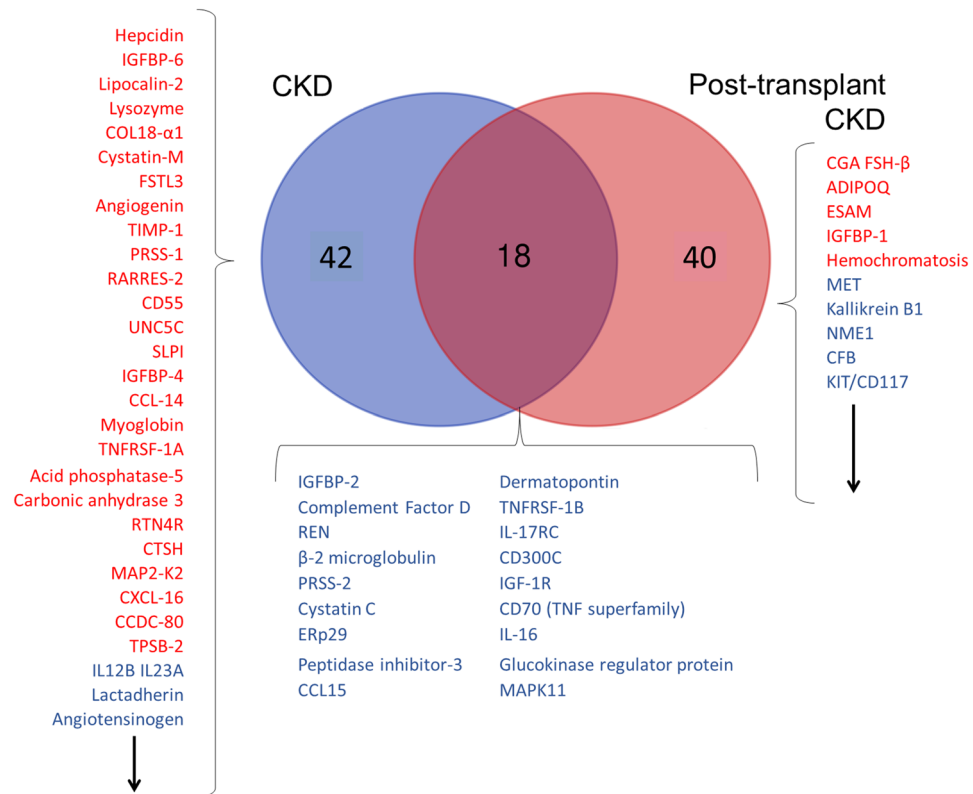 Hepcidin
IGFBP-6
Lipocalin-2
Lysozyme
COL18-α1
Cystatin-M
FSTL3
Angiogenin
TIMP-1
PRSS-1
RARRES-2
CD55
UNC5C
SLPI
IGFBP-4
CCL-14
Myoglobin
TNFRSF-1A
Acid phosphatase-5
Carbonic anhydrase 3
RTN4R
CTSH
MAP2-K2
CXCL-16
CCDC-80
TPSB-2
IL12B IL23A
Lactadherin
Angiotensinogen
CKD
Post-transplant
CKD
42
18
40
CGA FSH-β
ADIPOQ
ESAM
IGFBP-1
Hemochromatosis
MET
Kallikrein B1
NME1
CFB
KIT/CD117
IGFBP-2
Complement Factor D
REN
β-2 microglobulin
PRSS-2
Cystatin C
ERp29
Peptidase inhibitor-3
CCL15
Dermatopontin
TNFRSF-1B
IL-17RC
CD300C
IGF-1R
CD70 (TNF superfamily)
IL-16
Glucokinase regulator protein
MAPK11